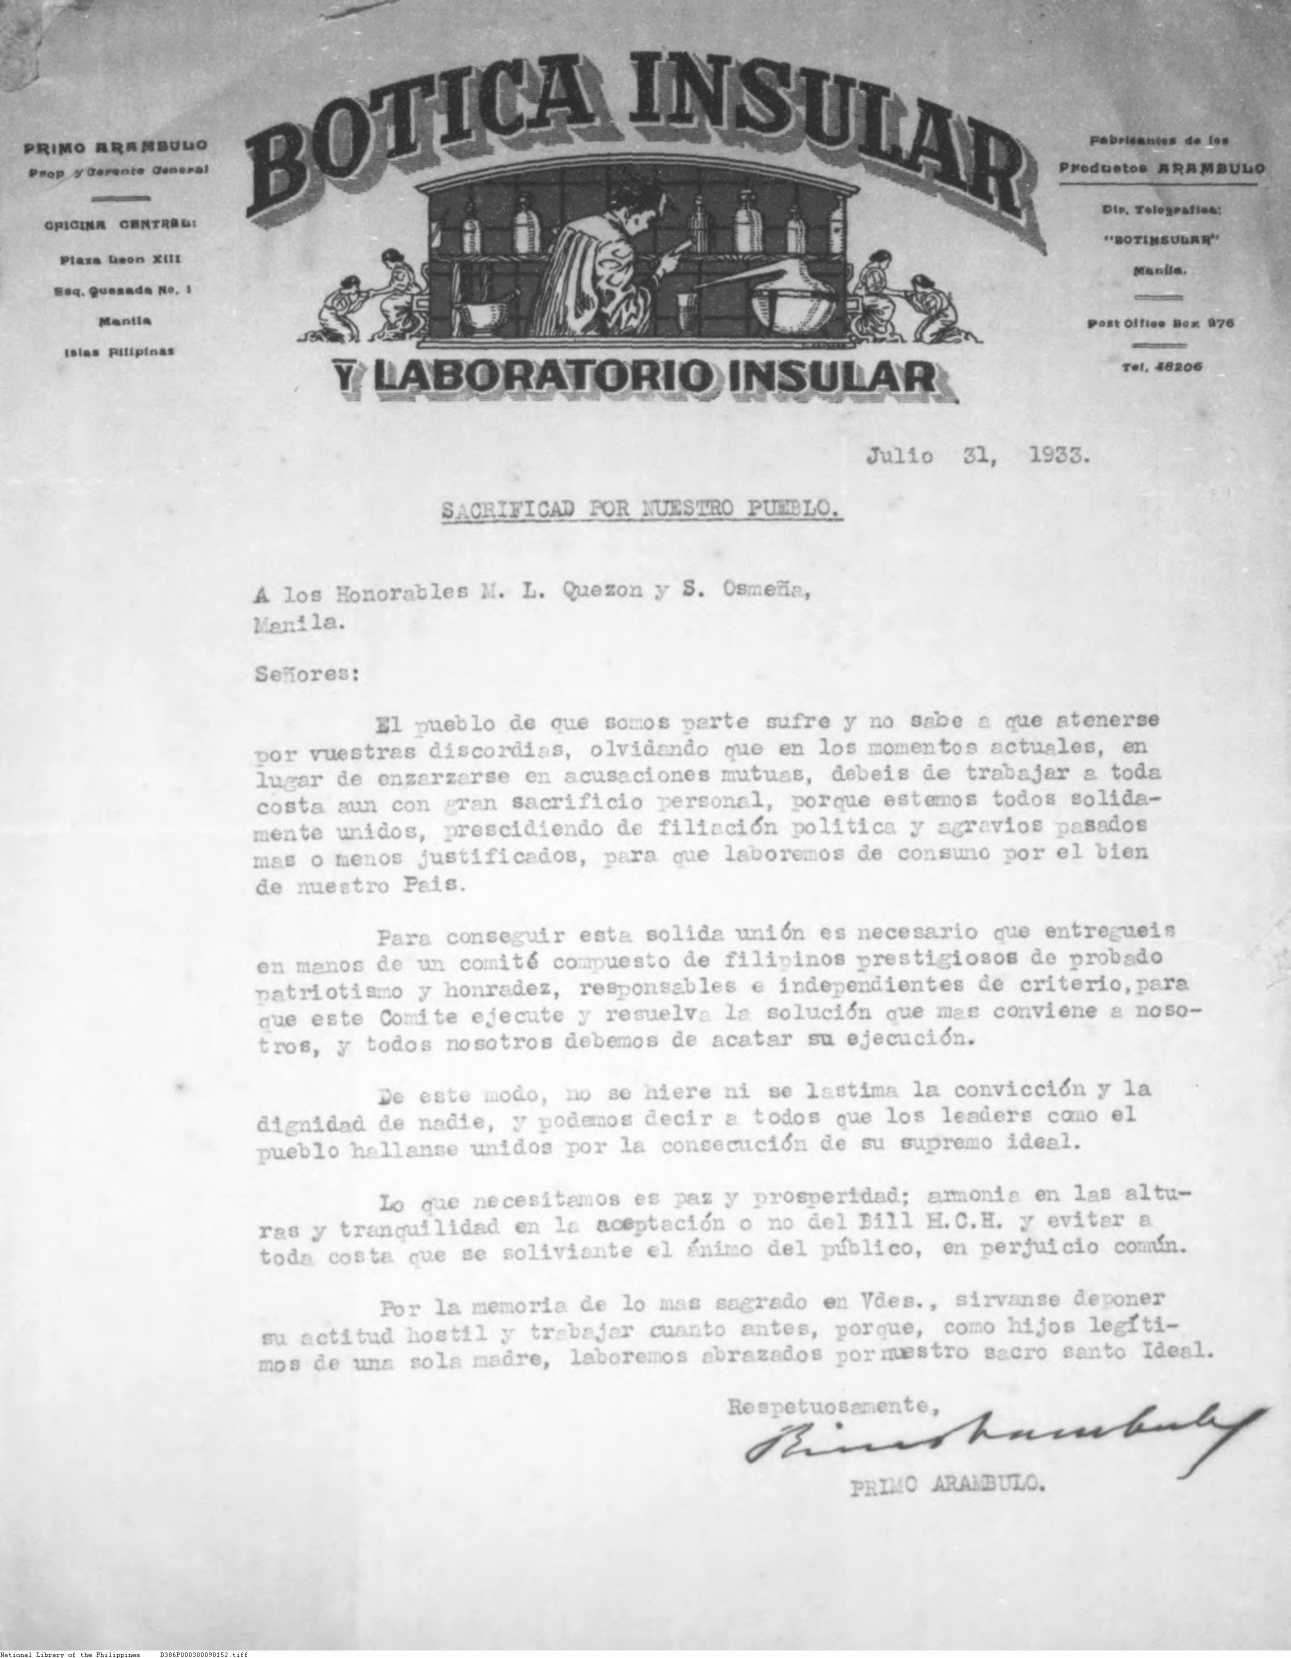 BOTICA INSULAR
Y LABORATORIO INSULAR
PRIMO ARAMBULO
Prop y Gerente General
OFICINA CENTRAL:
Plaza Leon XIII
Esq. Quesada No. 1
Manila
Islas Filipinas
Fabricantes de los
Productos ARAMBULO
Dir. Telegrafica:
"BOTINSULAR"
Manila.
Post Office Box 976
Tel. 48206
Julio 31, 1933.
SACRIFICAD POR NUESTRO PUEBLO.
A los Honorables M. L. Quezon y S. Osmeña,
Manila.
Señores:
El pueblo de que somos parte sufre y no sabe a que atenerse
por vuestras discordias, olvidando que en los momentos actuales, en
lugar de enzarzarse en acusaciones mutuas, debeis de trabajar a toda
costa aun con gran sacrificio personal, porque estemos todos solida-
mente unidos, prescidiendo de filiación politica y agravios pasados
mas o menos justificados, para que laboremos de consuno por el bien
de nuestro Pais.
Para conseguir esta solida unión es necesario que entregueis
en manos de un comité compuesto de filipinos prestigiosos de probado
patriotismo y honradez, responsables e independientes de criterio,para
que este Comite ejecute y resuelva la solución que mas conviene a noso-
tros, y todos nosotros debemos de acatar su ejecución.
De este modo, no se hiere ni se lastima la convicción y la
dignidad de nadie, y podemos decir a todos que los leaders como el
pueblo hallanse unidos por la consecución de su supremo ideal.
Lo que necesitamos es paz y prosperidad; armonia en las altu-
ras y tranquilidad en la aceptación o no del Bill H.C.H. y evitar a
toda costa que se soliviante el ánimo del público, en perjuicio común.
Por la memoria de lo mas sagrado en Vdes., sirvanse deponer
su actitud hostil y trabajar cuanto antes, porque, como hijos legíti-
mos de una sola madre, laboremos abrazados por nuestro sacro santo Ideal.
Respetuosamente,
Primo Arambulo
PRIMO ARAMBULO.
National Library of the Philippines D386P000300098152.tiff